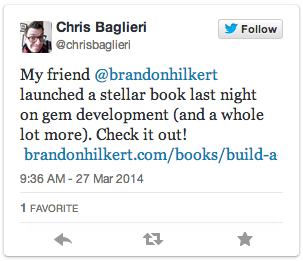 Chris Baglieri
@chrisbaglieri
Follow
My friend @brandonhilkert
launched a stellar book last night
on gem development (and a whole
lot more). Check it out!
brandonhilkert.com/books/build-a
9:36 AM - 27 Mar 2014
1 FAVORITE